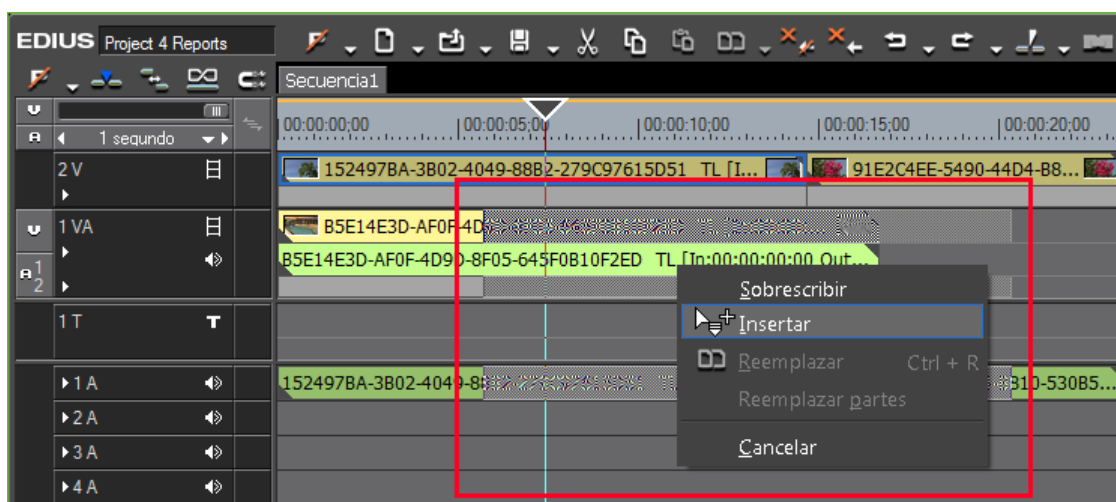 EDIUS Project 4 Reports
Secuencia1
1 segundo
00:00:00;00 00:00:05;00 00:00:10;00 00:00:15;00 00:00:20;00
2 V
152497BA-3B02-4049-88B2-279C97615D51 TL [I...
91E2C4EE-5490-44D4-B8...
1 VA
B5E14E3D-AF0F-4D
B5E14E3D-AF0F-4D9D-8F05-645F0B10F2ED TL [In:00:00:00;00 Out...
A 1
2
Sobrescribir
1 T T
Insertar
Reemplazar Ctrl + R
1 A
152497BA-3B02-4049-8
310-530B5...
Reemplazar partes
2 A
3 A
Cancelar
4 A